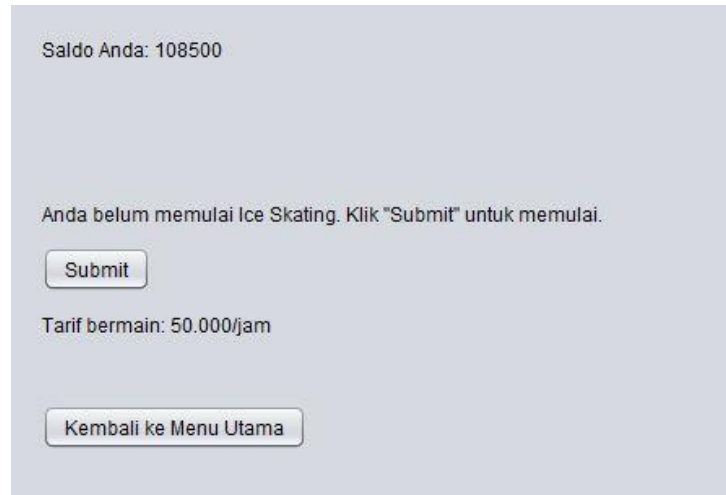 Saldo Anda: 108500
Anda belum memulai Ice Skating. Klik "Submit" untuk memulai.
Submit
Tarif bermain: 50.000/jam
Kembali ke Menu Utama